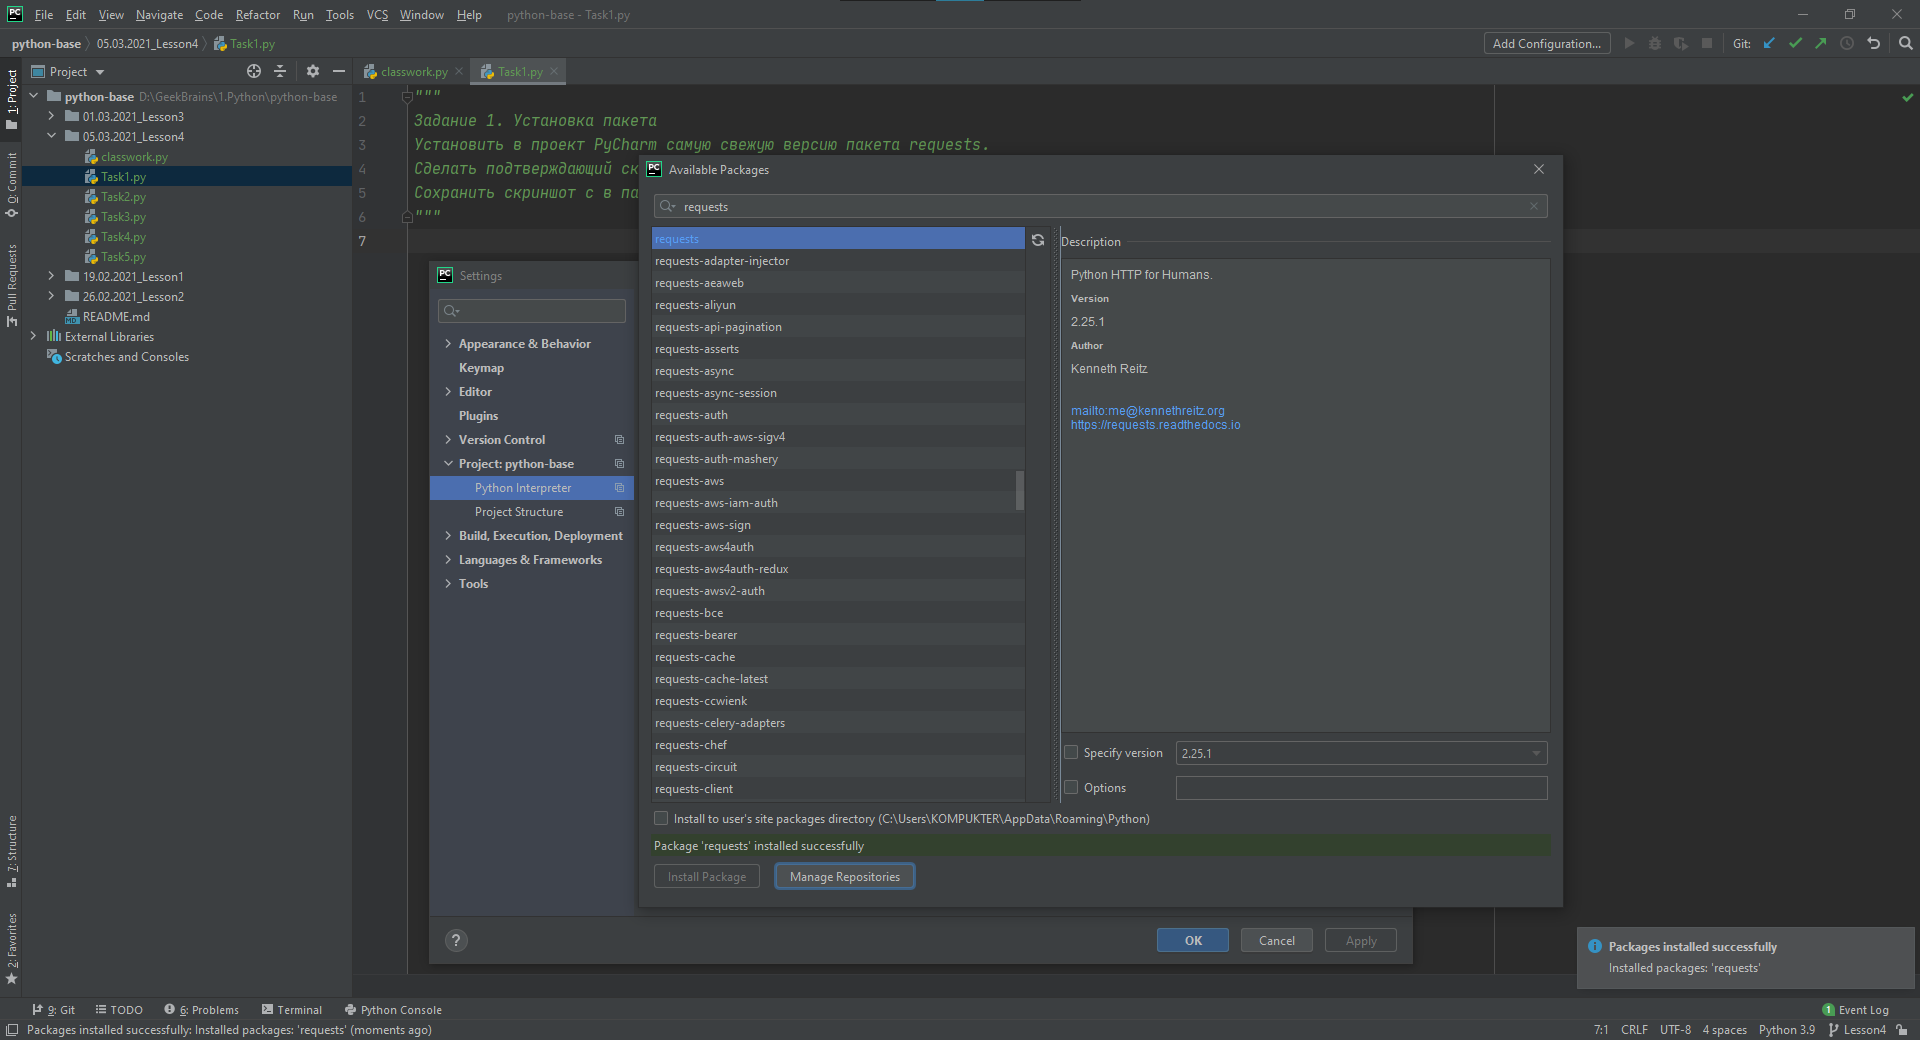 PC File Edit View Navigate Code Refactor Run Tools VCS Window Help python-base - Task1.py
python-base 05.03.2021_Lesson4 Task1.py Add Configuration... Git:
1: Project
0: Commit
Pull Requests
7: Structure
2: Favorites
Project
python-base D:\GeekBrains\1.Python\python-base
01.03.2021_Lesson3
05.03.2021_Lesson4
classwork.py
Task1.py
Task2.py
Task3.py
Task4.py
Task5.py
19.02.2021_Lesson1
26.02.2021_Lesson2
README.md
External Libraries
Scratches and Consoles
classwork.py Task1.py
1 """
2 Задание 1. Установка пакета
3 Установить в проект PyCharm самую свежую версию пакета requests.
4 Сделать подтверждающий ск
5 Сохранить скриншот с в па
6 """
7
PC Settings
Appearance & Behavior
Keymap
Editor
Plugins
Version Control
Project: python-base
Python Interpreter
Project Structure
Build, Execution, Deployment
Languages & Frameworks
Tools
? OK Cancel Apply
PC Available Packages
requests
requests
requests-adapter-injector
requests-aeaweb
requests-aliyun
requests-api-pagination
requests-asserts
requests-async
requests-async-session
requests-auth
requests-auth-aws-sigv4
requests-auth-mashery
requests-aws
requests-aws-iam-auth
requests-aws-sign
requests-aws4auth
requests-aws4auth-redux
requests-awsv2-auth
requests-bce
requests-bearer
requests-cache
requests-cache-latest
requests-ccwienk
requests-celery-adapters
requests-chef
requests-circuit
requests-client
Description
Python HTTP for Humans.
Version
2.25.1
Author
Kenneth Reitz
mailto:me@kennethreitz.org
https://requests.readthedocs.io
Specify version 2.25.1
Options
Install to user's site packages directory (C:\Users\KOMPUKTER\AppData\Roaming\Python)
Package 'requests' installed successfully
Install Package Manage Repositories
Packages installed successfully
Installed packages: 'requests'
9: Git TODO 6: Problems Terminal Python Console 1 Event Log
Packages installed successfully: Installed packages: 'requests' (moments ago) 7:1 CRLF UTF-8 4 spaces Python 3.9 Lesson4